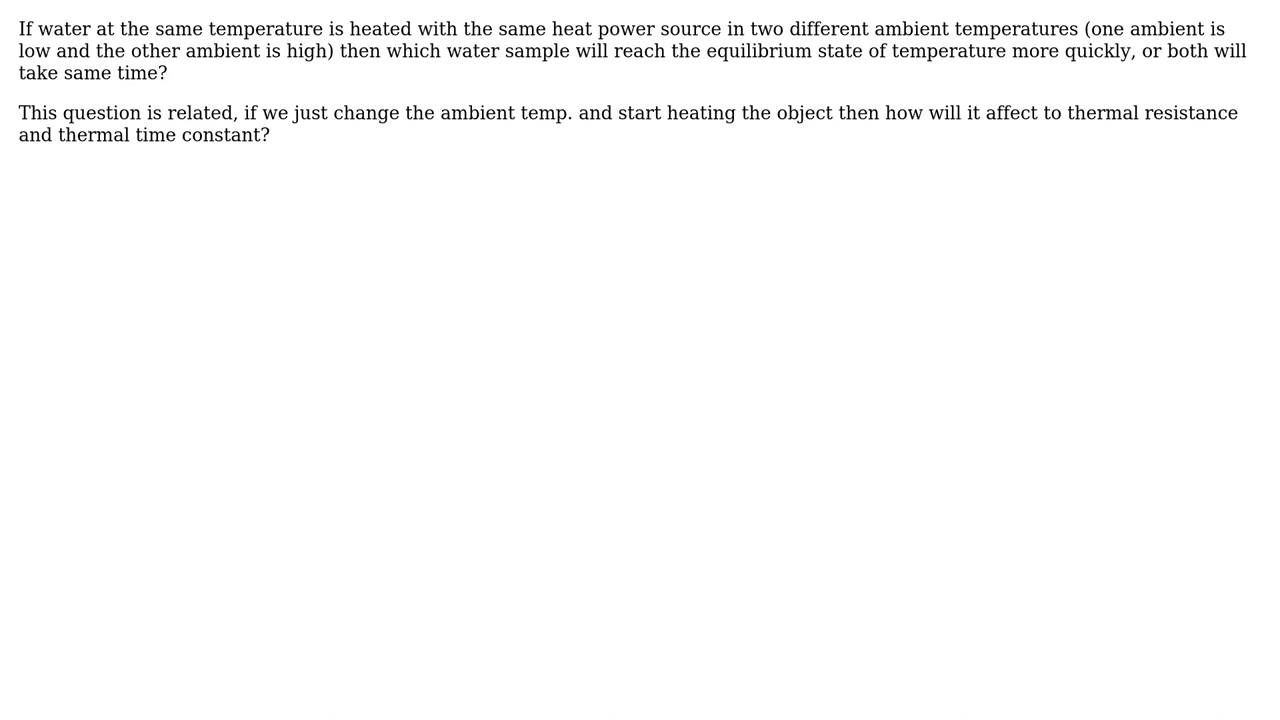 If water at the same temperature is heated with the same heat power source in two different ambient temperatures (one ambient is
low and the other ambient is high) then which water sample will reach the equilibrium state of temperature more quickly, or both will
take same time?
This question is related, if we just change the ambient temp. and start heating the object then how will it affect to thermal resistance
and thermal time constant?